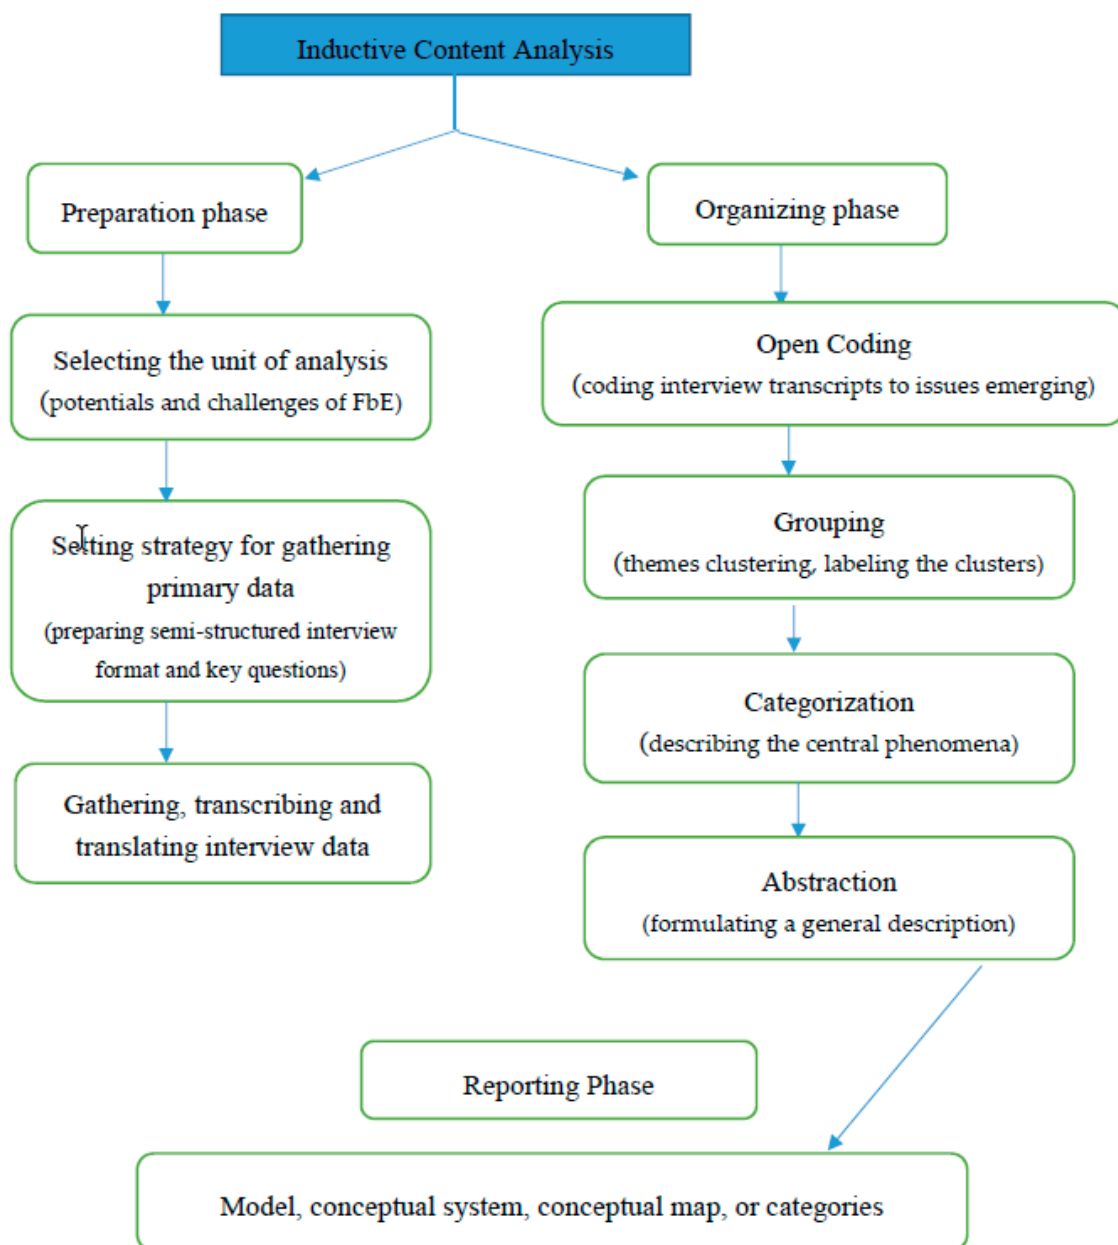 Inductive Content Analysis
Preparation phase
Selecting the unit of analysis
(potentials and challenges of FbE)
Setting strategy for gathering
primary data
(preparing semi-structured interview
format and key questions)
Gathering, transcribing and
translating interview data
Organizing phase
Open Coding
(coding interview transcripts to issues emerging)
Grouping
(themes clustering, labeling the clusters)
Categorization
(describing the central phenomena)
Abstraction
(formulating a general description)
Reporting Phase
Model, conceptual system, conceptual map, or categories